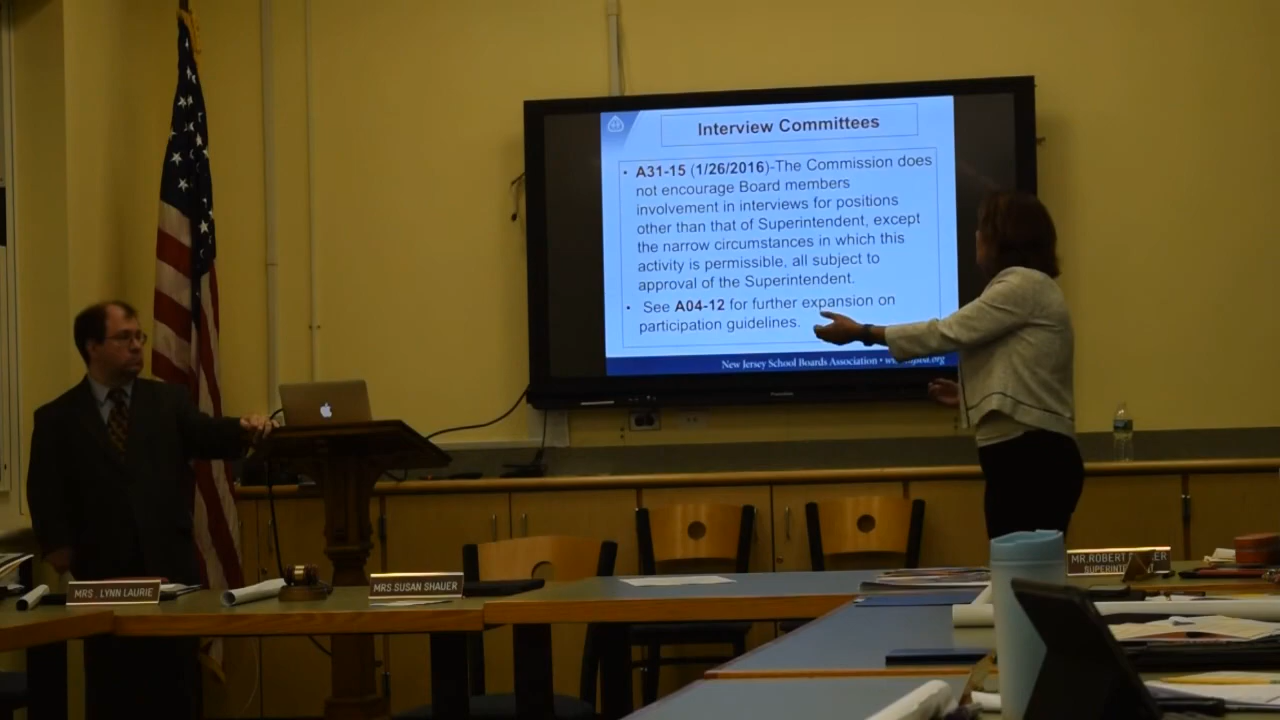 Interview Committees
• A31-15 (1/26/2016)-The Commission does
not encourage Board members
involvement in interviews for positions
other than that of Superintendent, except
the narrow circumstances in which this
activity is permissible, all subject to
approval of the Superintendent.
• See A04-12 for further expansion on
participation guidelines.
New Jersey School Boards Association •
MRS. LYNN LAURIE
MRS SUSAN SHAUER
MR.ROBERT